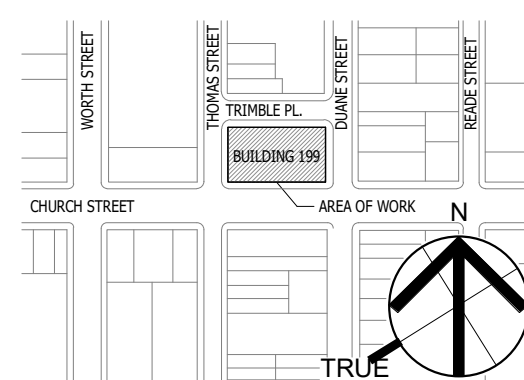 WORTH STREET
THOMAS STREET
DUANE STREET
READE STREET
TRIMBLE PL.
BUILDING 199
CHURCH STREET
AREA OF WORK
N
TRUE